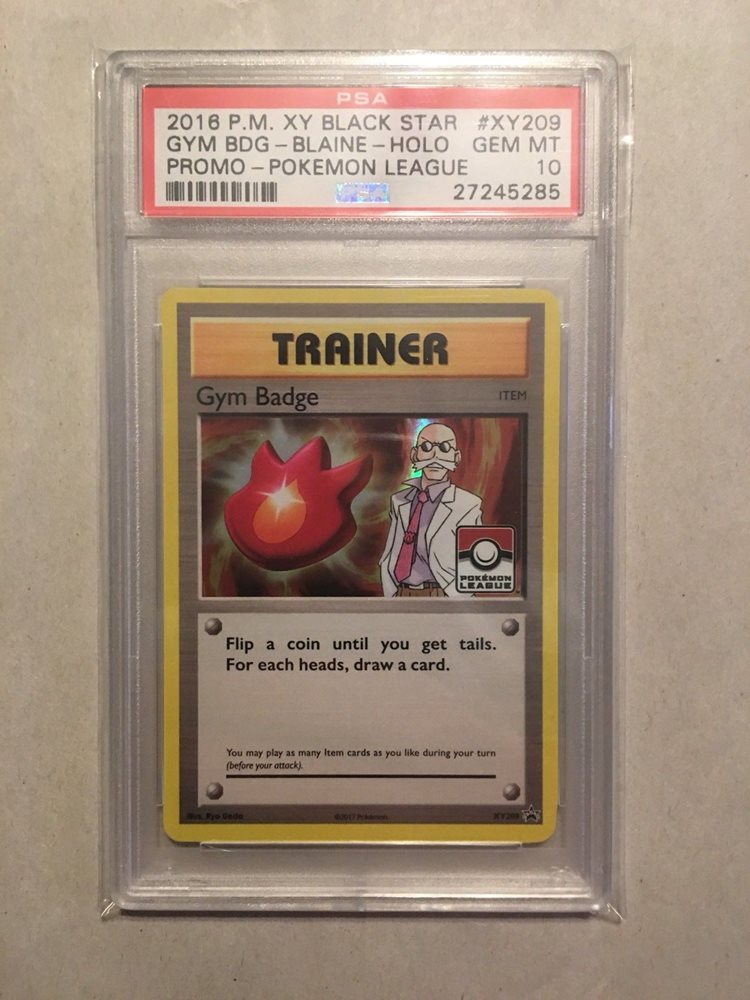 PSA
2016 P.M. XY BLACK STAR #XY209
GYM BDG - BLAINE - HOLO GEM MT
PROMO - POKEMON LEAGUE 10
27245285
TRAINER
Gym Badge ITEM
POKÉMON
LEAGUE
Flip a coin until you get tails.
For each heads, draw a card.
You may play as many Item cards as you like during your turn
(before your attack).
Illus. Ryo Ueda ©2017 Pokémon XY209